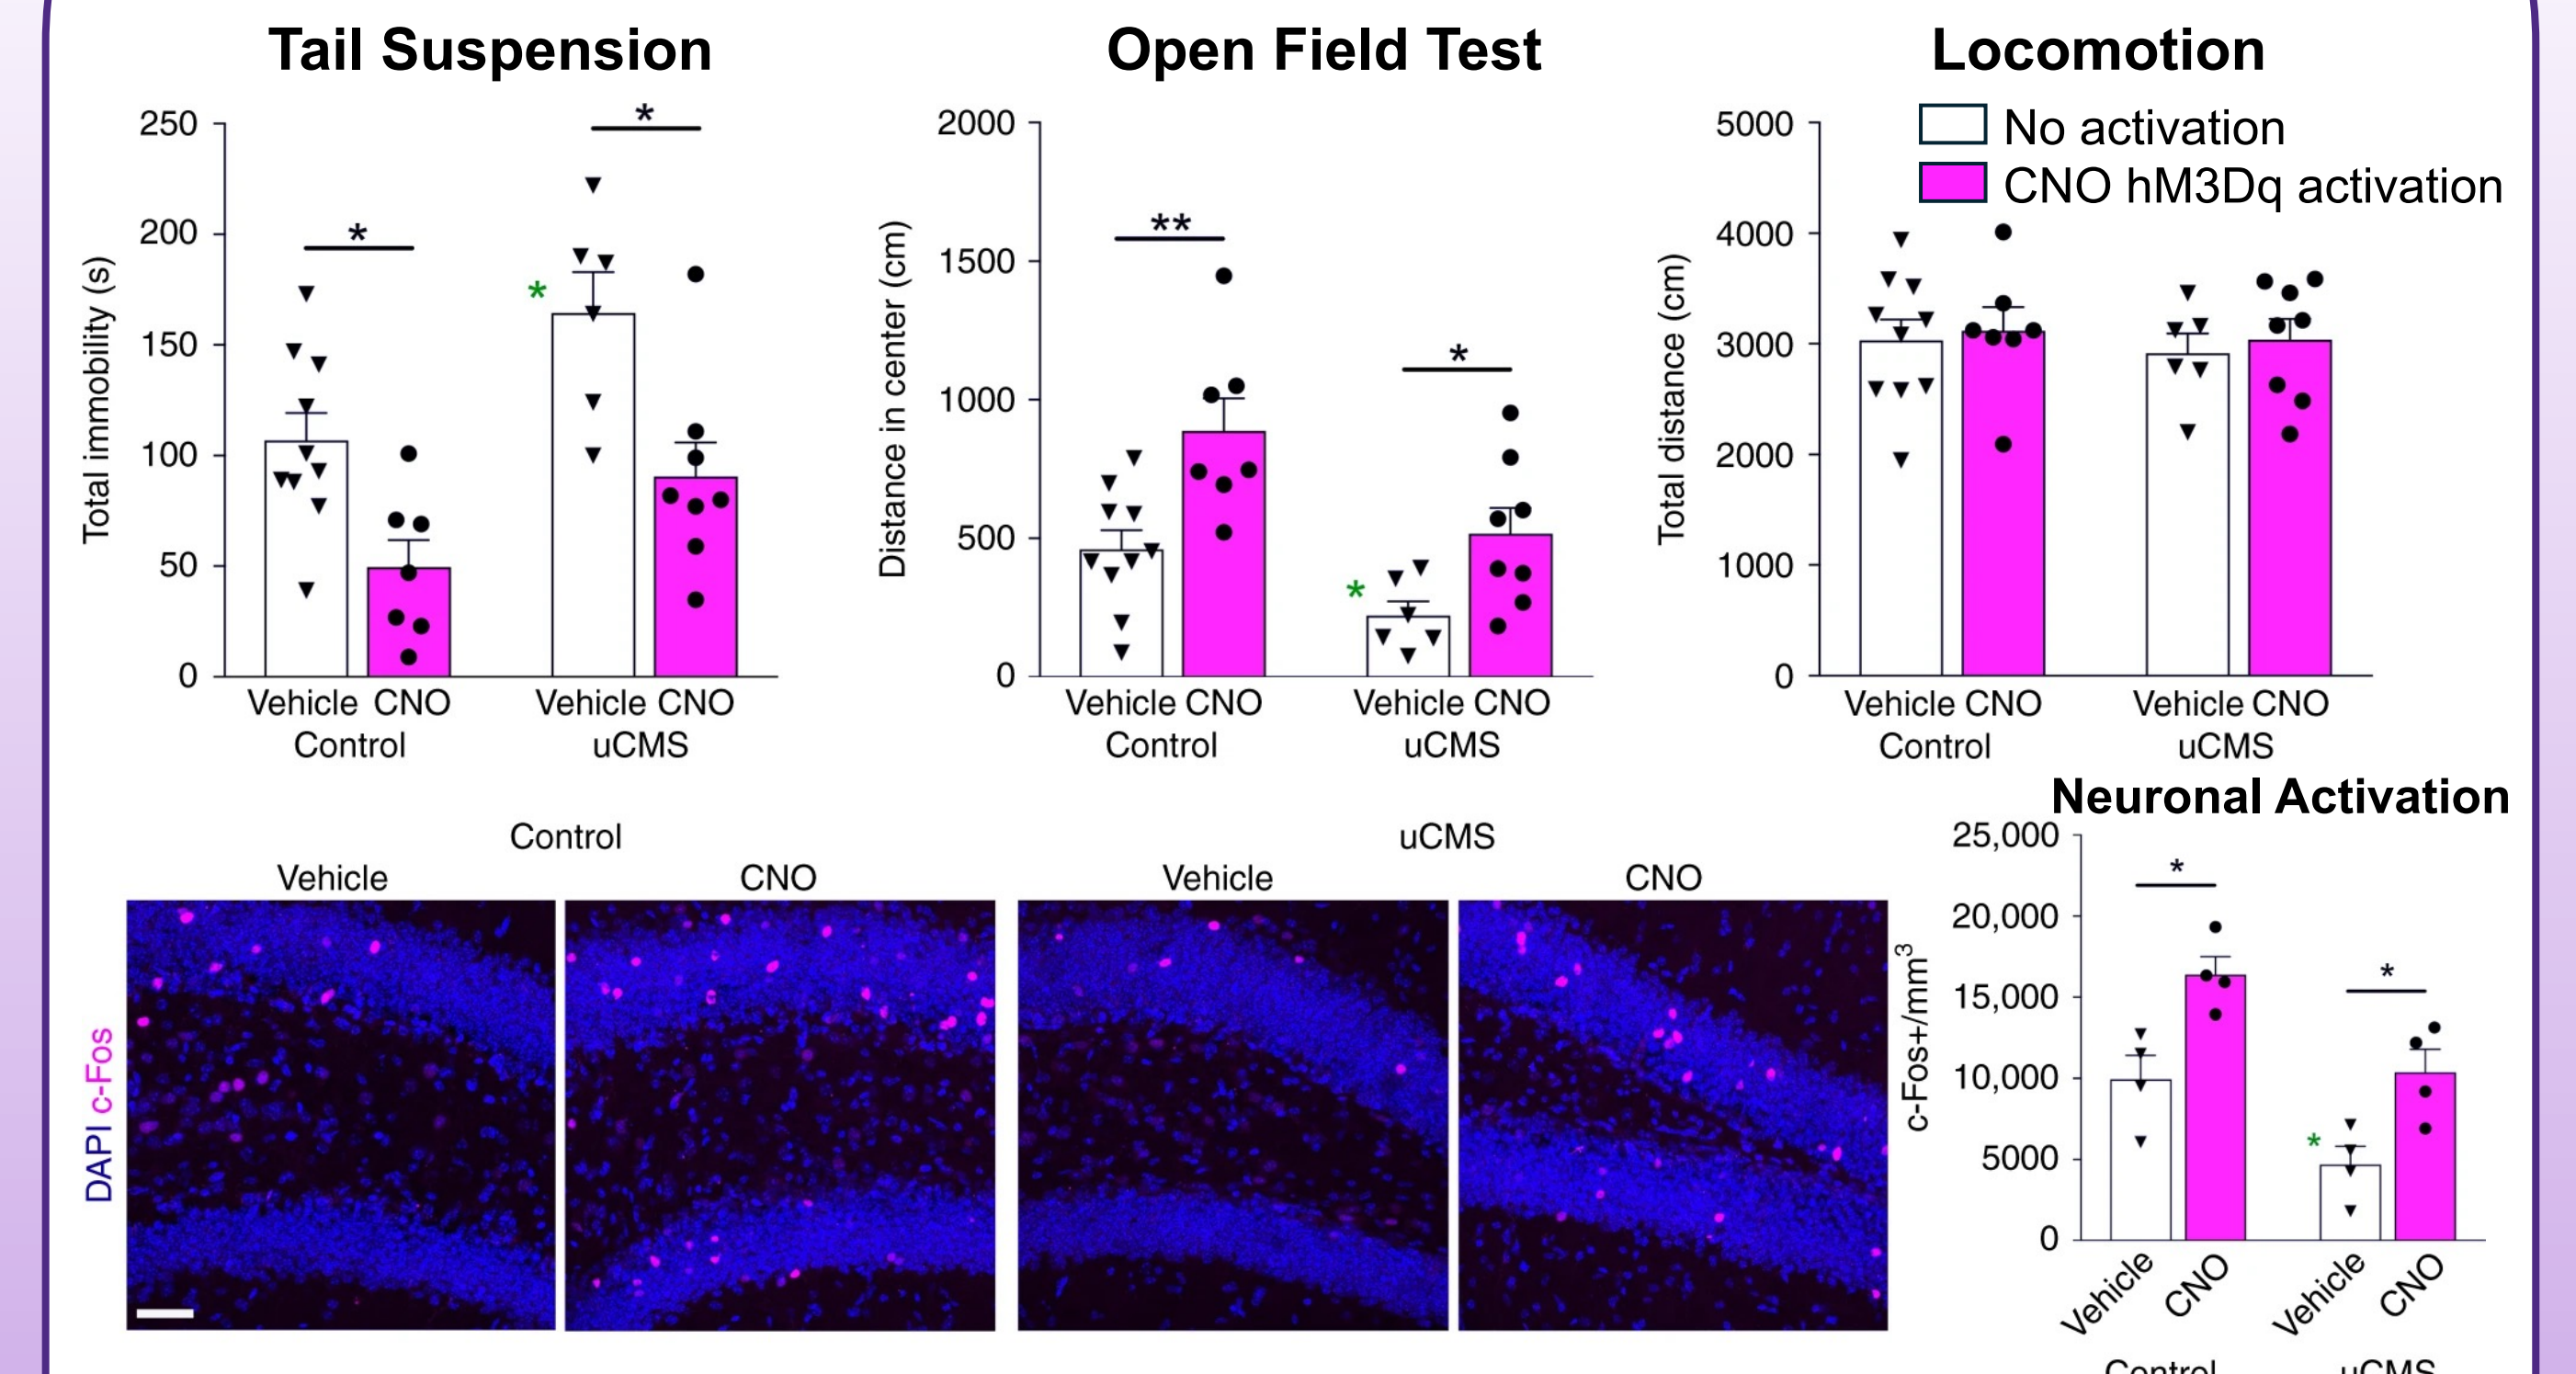 Tail Suspension
250
200
150
100
50
0
Total immobility (s)
*
*
*
Vehicle CNO
Control
Vehicle CNO
uCMS
Open Field Test
2000
1500
1000
500
0
Distance in center (cm)
**
*
*
Vehicle CNO
Control
Vehicle CNO
uCMS
Locomotion
No activation
CNO hM3Dq activation
5000
4000
3000
2000
1000
0
Total distance (cm)
Vehicle CNO
Control
Vehicle CNO
uCMS
Control
Vehicle
CNO
uCMS
Vehicle
CNO
DAPI c-Fos
Neuronal Activation
25,000
20,000
15,000
10,000
5000
0
c-Fos+/mm³
*
*
*
Vehicle
CNO
Vehicle
CNO
Control
uCMS